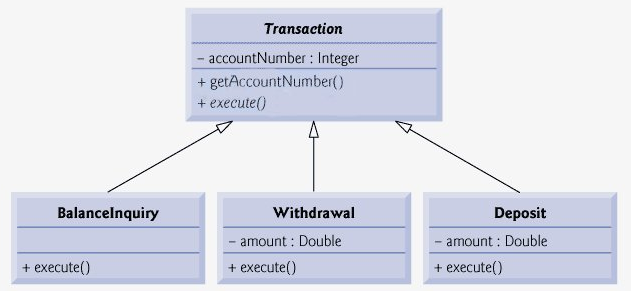 Transaction
– accountNumber : Integer
+ getAccountNumber()
+ execute()
BalanceInquiry
+ execute()
Withdrawal
– amount : Double
+ execute()
Deposit
– amount : Double
+ execute()